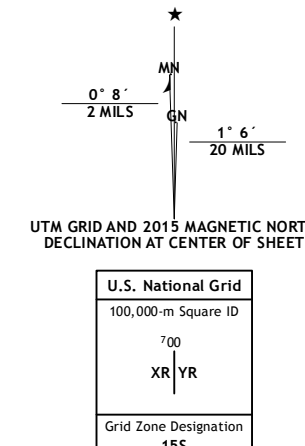 ★
MN
GN
0° 8´
2 MILS
1° 6´
20 MILS
UTM GRID AND 2015 MAGNETIC NORT
DECLINATION AT CENTER OF SHEET
U.S. National Grid
100,000-m Square ID
700
XR YR
Grid Zone Designation
15S